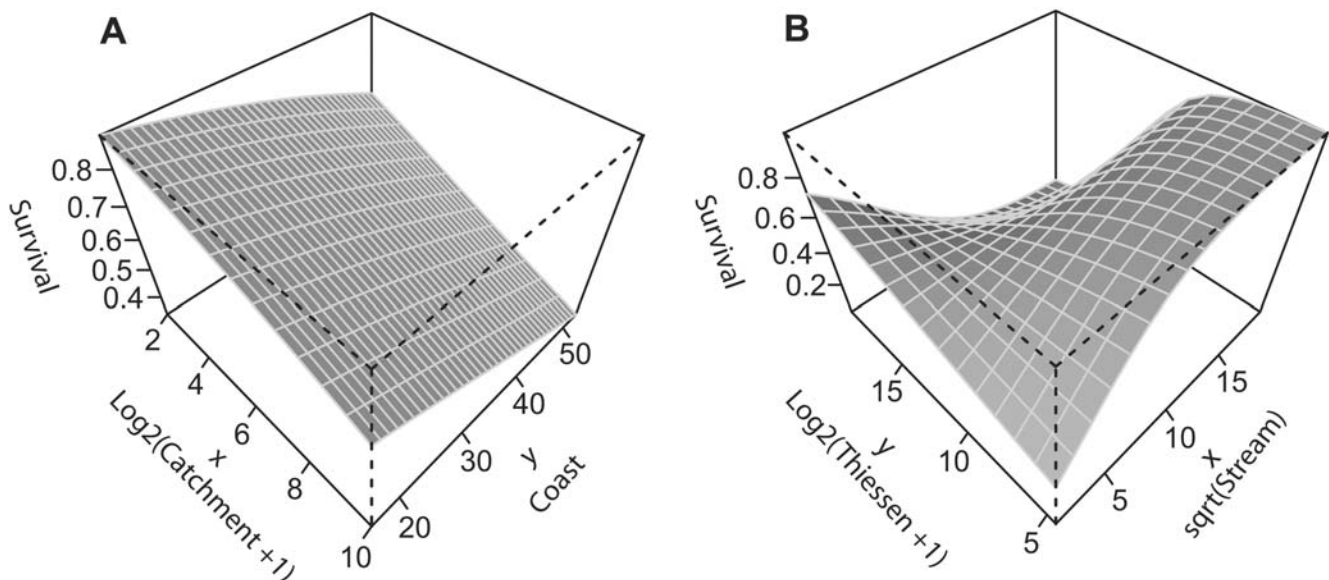 A
0.8
0.7
0.6
0.5
0.4
Survival
2
4
6
8
10
x
Log2(Catchment +1)
20
30
40
50
y
Coast
B
0.8
0.6
0.4
0.2
Survival
15
10
5
y
Log2(Thiessen +1)
5
10
15
x
sqrt(Stream)